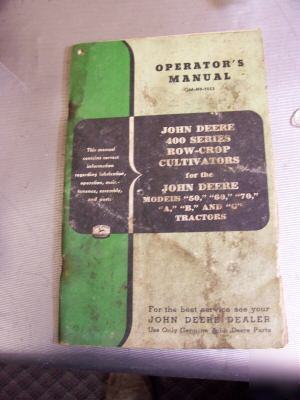 OPERATOR'S
MANUAL
This manual
contains correct
information
regarding lubrication,
operation, main-
tenance, assembly,
and parts
JOHN DEERE
400 SERIES
ROW-CROP
CULTIVATORS
for the
JOHN DEERE
MODELS "50," "60," "70,"
"A," "B," AND "G"
TRACTORS
For the best service see your
JOHN DEERE DEALER
Use Only Genuine John Deere Parts